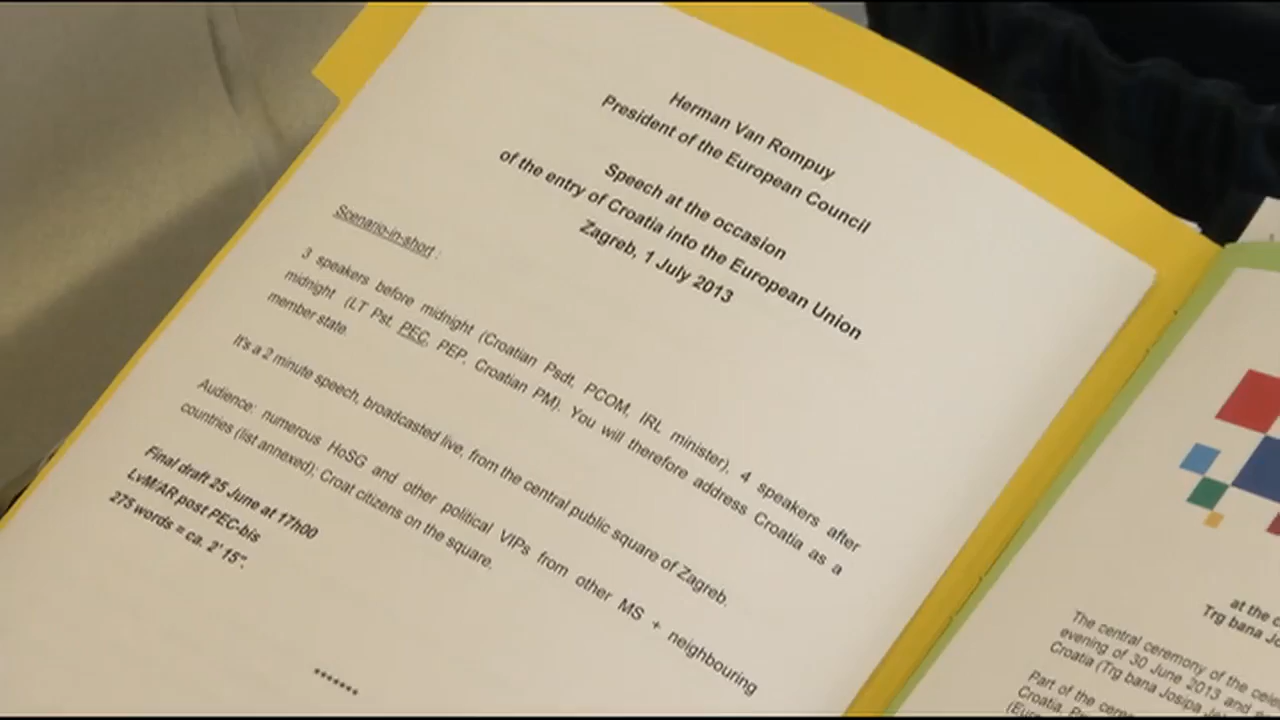 Herman Van Rompuy
President of the European Council
Speech at the occasion
of the entry of Croatia into the European Union
Zagreb, 1 July 2013
Scenario-in-short :
3 speakers before midnight (Croatian Psdt, PCOM, IRL minister), 4 speakers after
midnight (LT Pst, PEC, PEP, Croatian PM). You will therefore address Croatia as a
member state.
It's a 2 minute speech, broadcasted live, from the central public square of Zagreb.
Audience: numerous HoSG and other political VIPs from other MS + neighbouring
countries (list annexed); Croat citizens on the square.
Final draft 25 June at 17h00
LvM/AR post PEC-bis
275 words = ca. 2' 15".
*******
at the c
Trg bana Jo
The central ceremony of the cele
evening of 30 June 2013 and th
Croatia (Trg bana Josipa Jel
Part of the cere
Croatia, Pr
(Euro